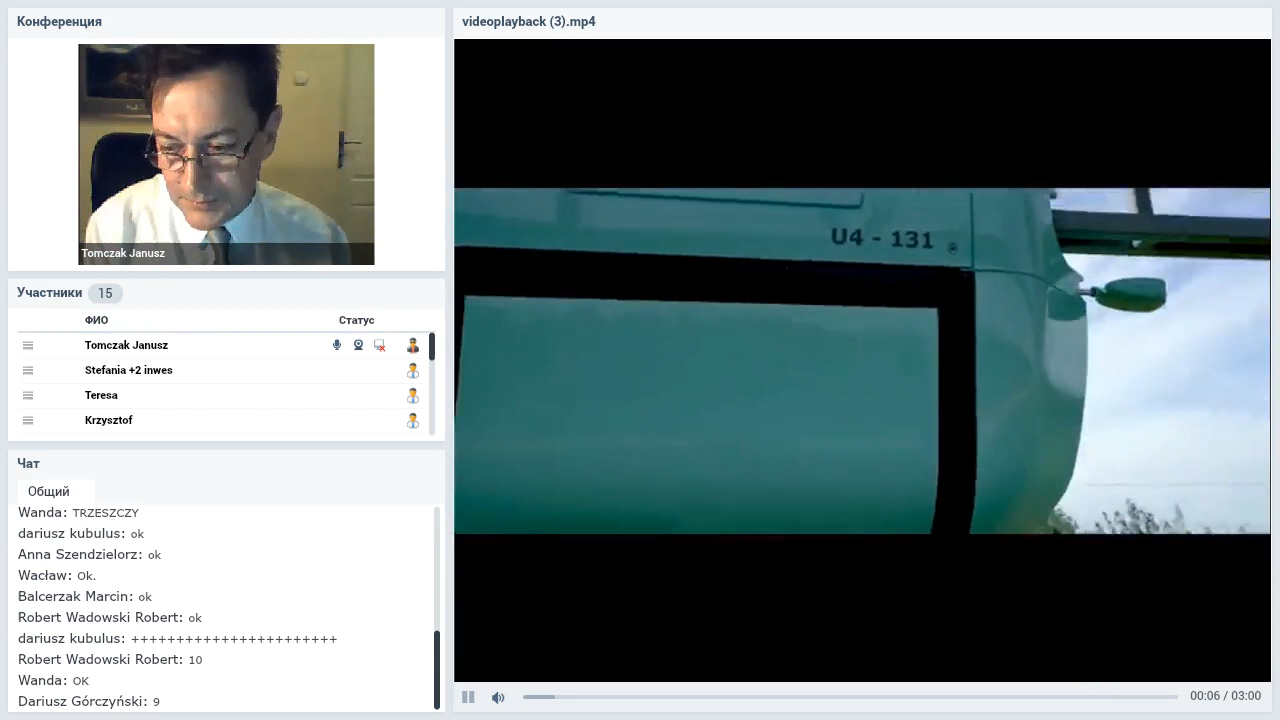 Конференция
Tomczak Janusz
Участники 15
ФИО Статус
Tomczak Janusz
Stefania +2 inwes
Teresa
Krzysztof
Чат
Общий
Wanda: TRZESZCZY
dariusz kubulus: ok
Anna Szendzielorz: ok
Wacław: Ok.
Balcerzak Marcin: ok
Robert Wadowski Robert: ok
dariusz kubulus: +++++++++++++++++++++++
Robert Wadowski Robert: 10
Wanda: OK
Dariusz Górczyński: 9
videoplayback (3).mp4
U4 - 131
00:06 / 03:00